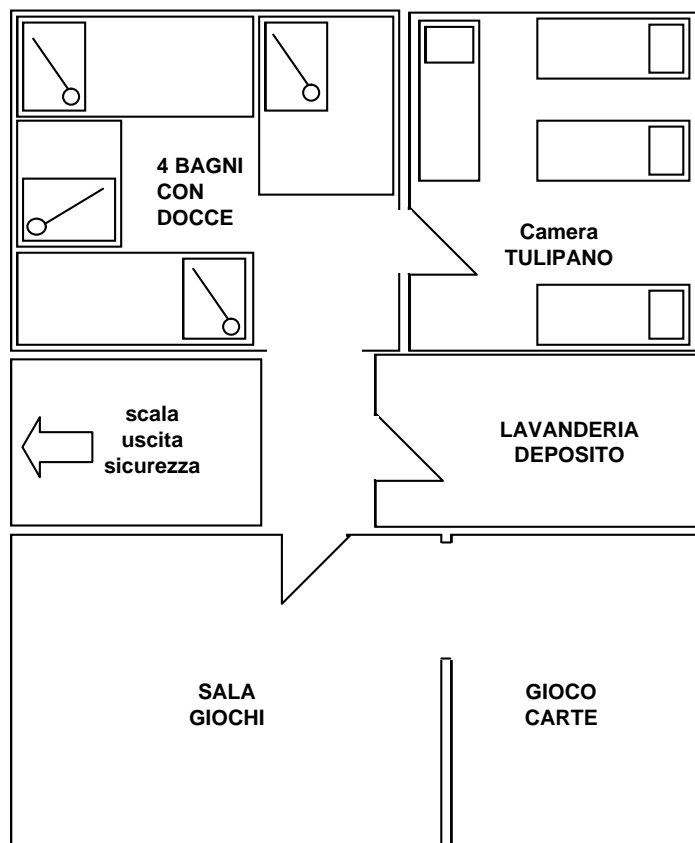 4 BAGNI
CON
DOCCE
Camera
TULIPANO
scala
uscita
sicurezza
LAVANDERIA
DEPOSITO
SALA
GIOCHI
GIOCO
CARTE